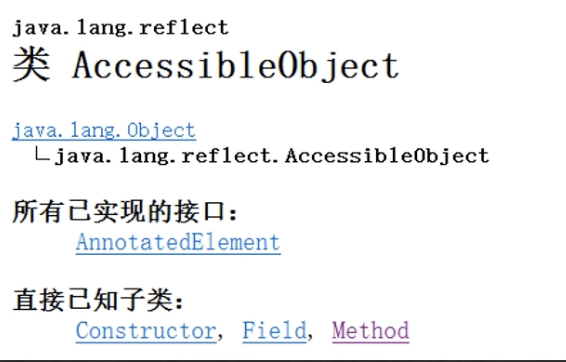 java.lang.reflect
类 AccessibleObject
java.lang.Object
java.lang.reflect.AccessibleObject
所有已实现的接口：
AnnotatedElement
直接已知子类：
Constructor, Field, Method